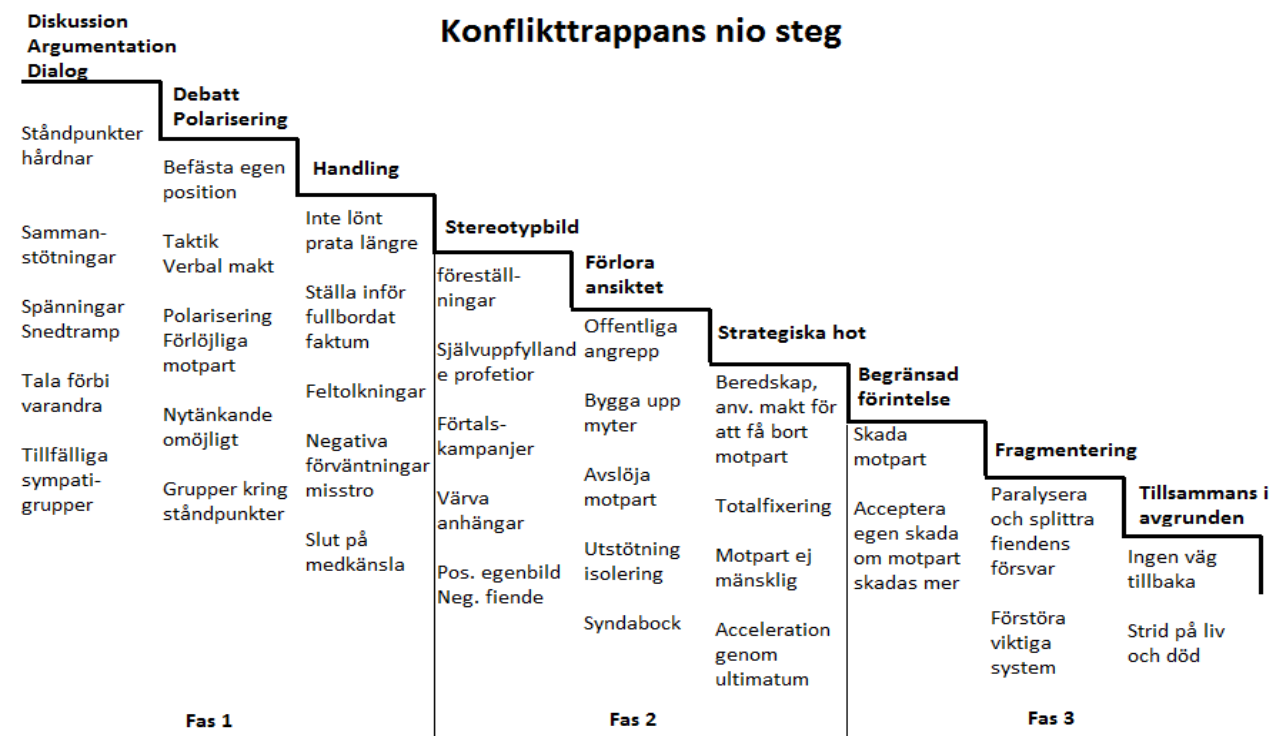 Konflikttrappans nio steg
Diskussion
Argumentation
Dialog
Ståndpunkter
hårdnar
Samman-
stötningar
Spänningar
Snedtramp
Tala förbi
varandra
Tillfälliga
sympati-
grupper
Debatt
Polarisering
Befästa egen
position
Taktik
Verbal makt
Polarisering
Förlöjliga
motpart
Nytänkande
omöjligt
Grupper kring
ståndpunkter
Handling
Inte lönt
prata längre
Ställa inför
fullbordat
faktum
Feltolkningar
Negativa
förväntningar
misstro
Slut på
medkänsla
Fas 1
Stereotypbild
föreställ-
ningar
Självuppfylland
e profetior
Förtals-
kampanjer
Värva
anhängar
Pos. egenbild
Neg. fiende
Förlora
ansiktet
Offentliga
angrepp
Bygga upp
myter
Avslöja
motpart
Utstötning
isolering
Syndabock
Strategiska hot
Beredskap,
anv. makt för
att få bort
motpart
Totalfixering
Motpart ej
mänsklig
Acceleration
genom
ultimatum
Fas 2
Begränsad
förintelse
Skada
motpart
Acceptera
egen skada
om motpart
skadas mer
Fragmentering
Paralysera
och splittra
fiendens
försvar
Förstöra
viktiga
system
Tillsammans i
avgrunden
Ingen väg
tillbaka
Strid på liv
och död
Fas 3